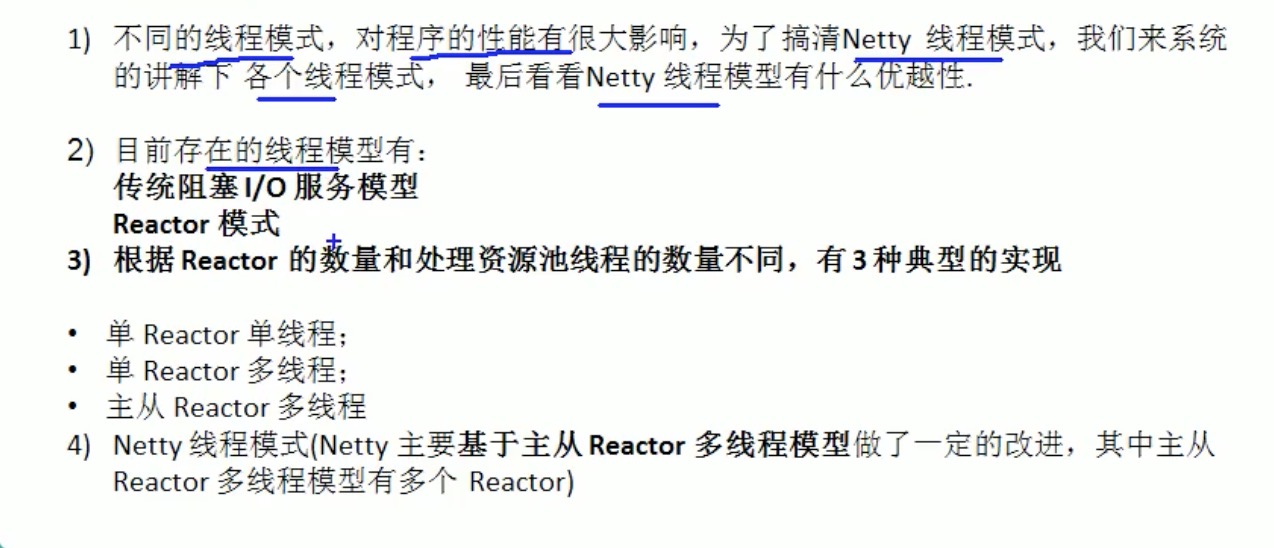 1) 不同的线程模式，对程序的性能有很大影响，为了搞清Netty 线程模式，我们来系统
的讲解下 各个线程模式， 最后看看Netty 线程模型有什么优越性.
2) 目前存在的线程模型有：
传统阻塞 I/O 服务模型
Reactor 模式
3) 根据 Reactor 的数量和处理资源池线程的数量不同，有 3 种典型的实现
• 单 Reactor 单线程；
• 单 Reactor 多线程；
• 主从 Reactor 多线程
4) Netty 线程模式(Netty 主要基于主从 Reactor 多线程模型做了一定的改进，其中主从
Reactor 多线程模型有多个 Reactor)